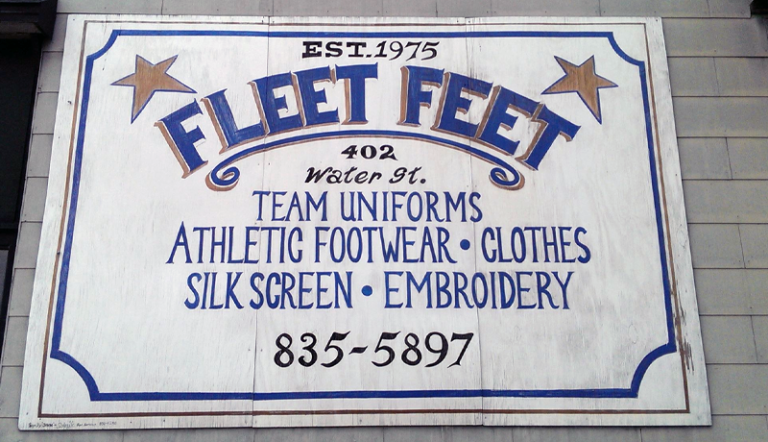 EST. 1975
FLEET FEET
402
Water St.
TEAM UNIFORMS
ATHLETIC FOOTWEAR • CLOTHES
SILK SCREEN • EMBROIDERY
835-5897